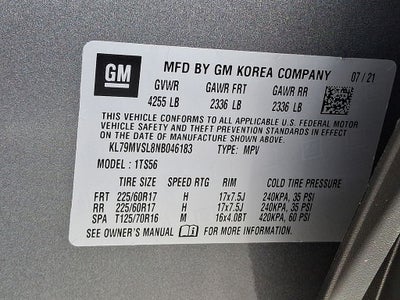 GM
MFD BY GM KOREA COMPANY 07 / 21
GVWR GAWR FRT GAWR RR
4255 LB 2336 LB 2336 LB
THIS VEHICLE CONFORMS TO ALL APPLICABLE U.S. FEDERAL MOTOR
VEHICLE SAFETY AND THEFT PREVENTION STANDARDS IN EFFECT ON THE
DATE OF MANUFACTURE SHOWN ABOVE.
KL79MVSL8NB046183 TYPE: MPV
MODEL: 1TS56
TIRE SIZE SPEED RTG RIM COLD TIRE PRESSURE
FRT 225/60R17 H 17x7.5J 240KPA, 35 PSI
RR 225/60R17 H 17x7.5J 240KPA, 35 PSI
SPA T125/70R16 M 16x4.0BT 420KPA, 60 PSI
SEE OWNER'S MANUAL FOR MORE INFORMATION.